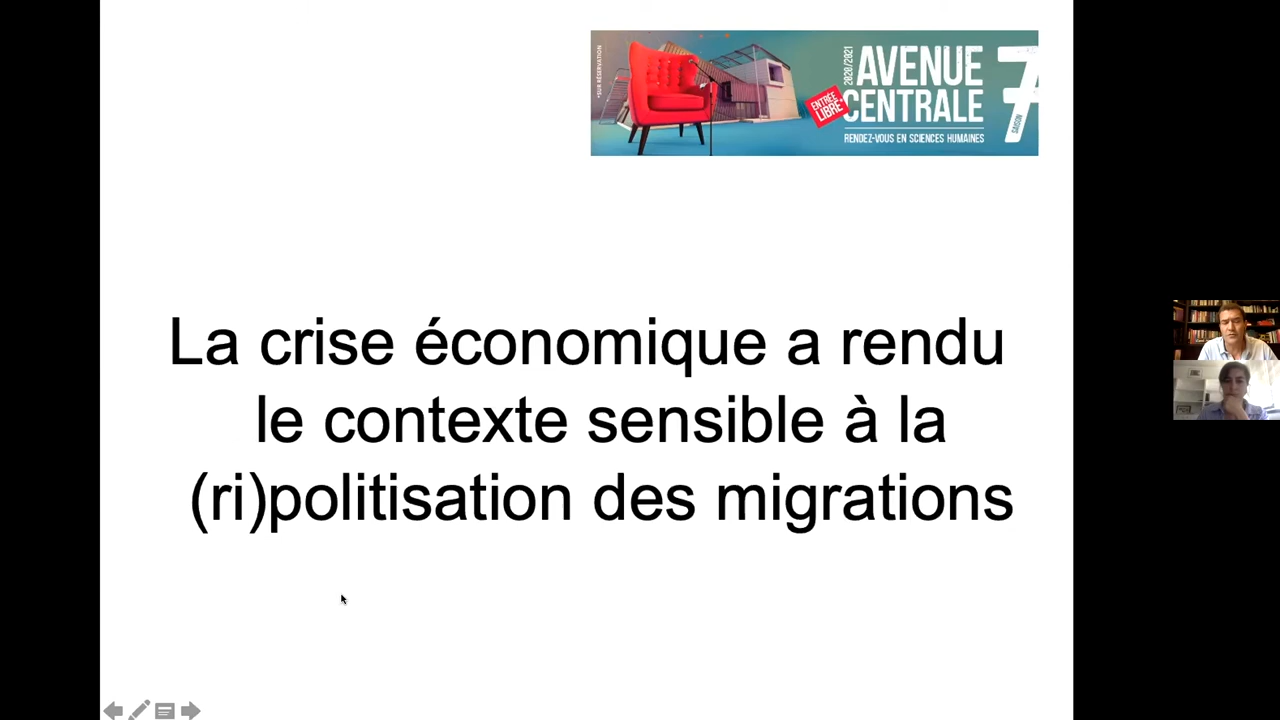 *SUR RÉSERVATION
2020/2021
AVENUE
CENTRALE
ENTRÉE
LIBRE*
RENDEZ-VOUS EN SCIENCES HUMAINES
SAISON
7
La crise économique a rendu
le contexte sensible à la
(ri)politisation des migrations